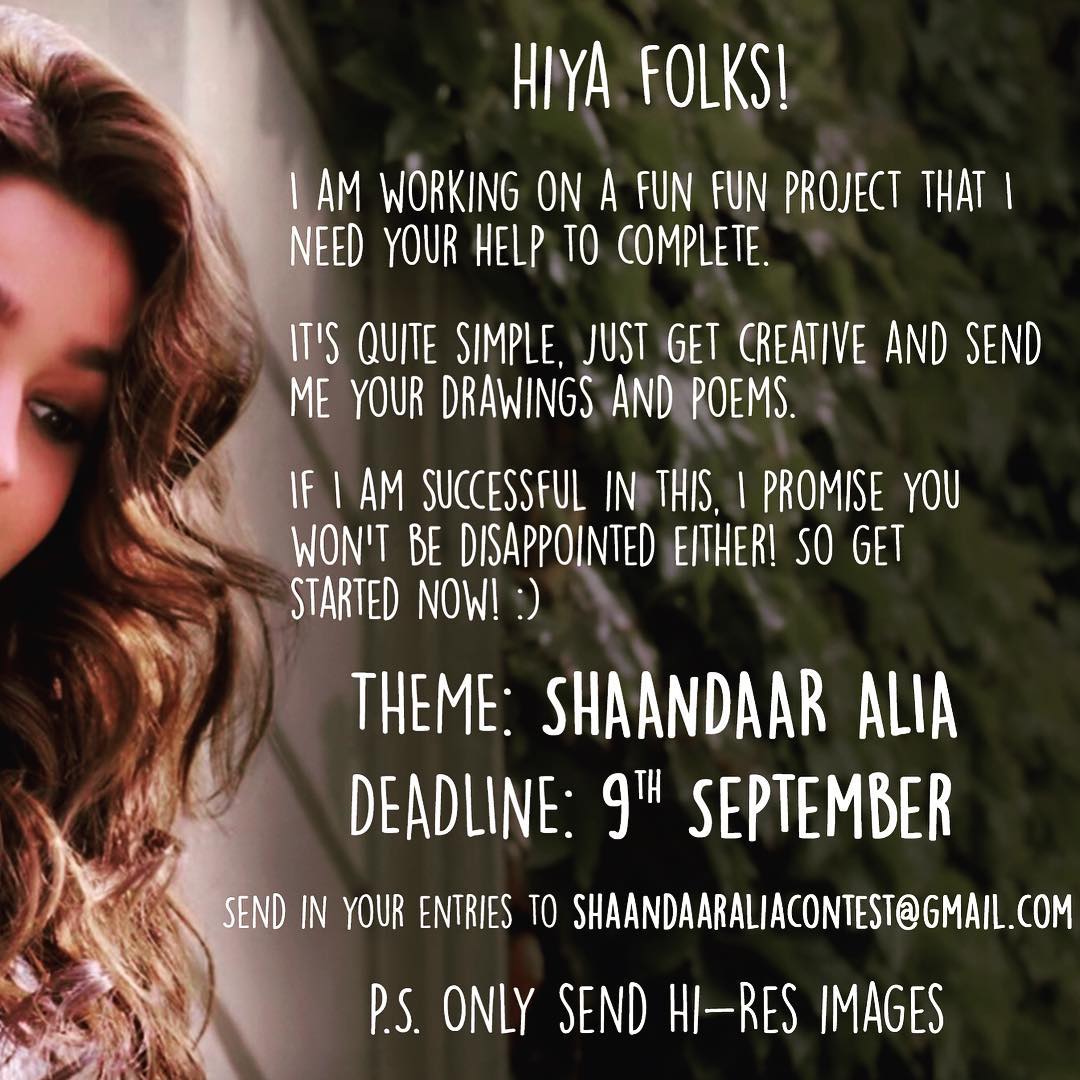 HIYA FOLKS!
I AM WORKING ON A FUN FUN PROJECT THAT I
NEED YOUR HELP TO COMPLETE.
IT'S QUITE SIMPLE, JUST GET CREATIVE AND SEND
ME YOUR DRAWINGS AND POEMS.
IF I AM SUCCESSFUL IN THIS, I PROMISE YOU
WON'T BE DISAPPOINTED EITHER! SO GET
STARTED NOW! :)
THEME: SHAANDAAR ALIA
DEADLINE: 9TH SEPTEMBER
SEND IN YOUR ENTRIES TO SHAANDAARALIACONTEST@GMAIL.COM
P.S. ONLY SEND HI-RES IMAGES